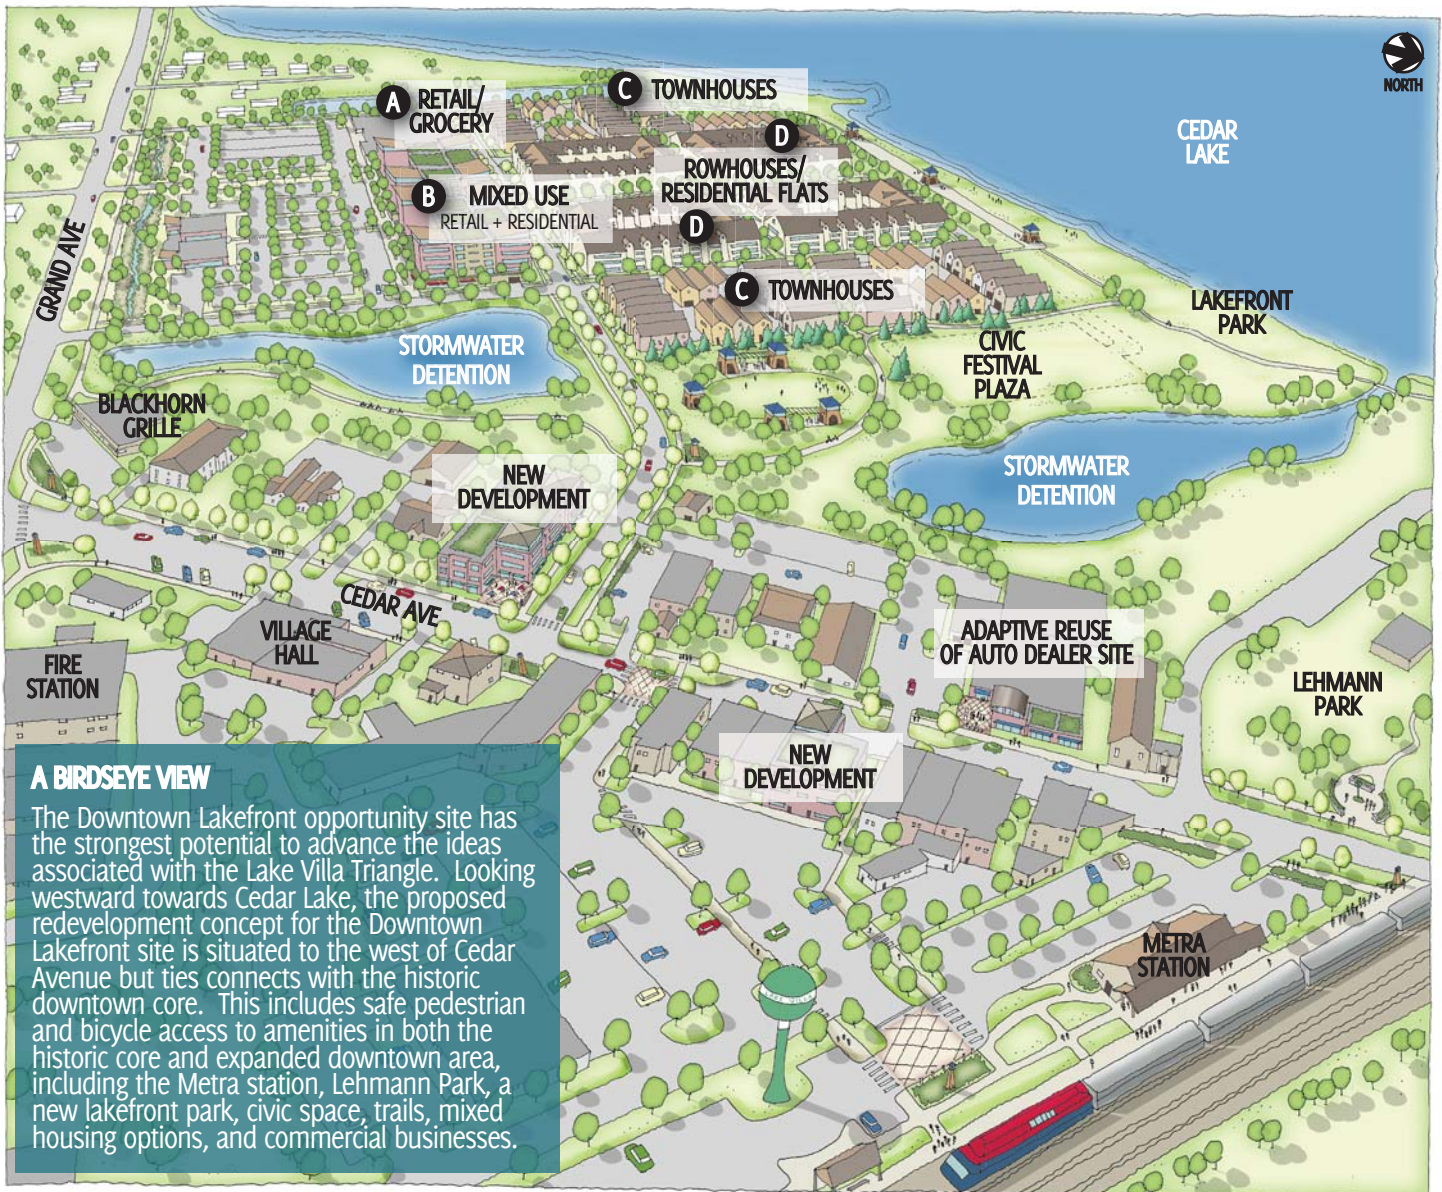 NORTH
CEDAR
LAKE
C TOWNHOUSES
A RETAIL/
GROCERY
D
ROWHOUSES/
RESIDENTIAL FLATS
B MIXED USE
RETAIL + RESIDENTIAL
D
GRAND AVE
C TOWNHOUSES
LAKEFRONT
PARK
CIVIC
FESTIVAL
PLAZA
STORMWATER
DETENTION
BLACKHORN
GRILLE
STORMWATER
DETENTION
NEW
DEVELOPMENT
CEDAR AVE
VILLAGE
HALL
FIRE
STATION
ADAPTIVE REUSE
OF AUTO DEALER SITE
LEHMANN
PARK
NEW
DEVELOPMENT
METRA
STATION
A BIRDSEYE VIEW
The Downtown Lakefront opportunity site has
the strongest potential to advance the ideas
associated with the Lake Villa Triangle.  Looking
westward towards Cedar Lake, the proposed
redevelopment concept for the Downtown
Lakefront site is situated to the west of Cedar
Avenue but ties connects with the historic
downtown core.  This includes safe pedestrian
and bicycle access to amenities in both the
historic core and expanded downtown area,
including the Metra station, Lehmann Park, a
new lakefront park, civic space, trails, mixed
housing options, and commercial businesses.